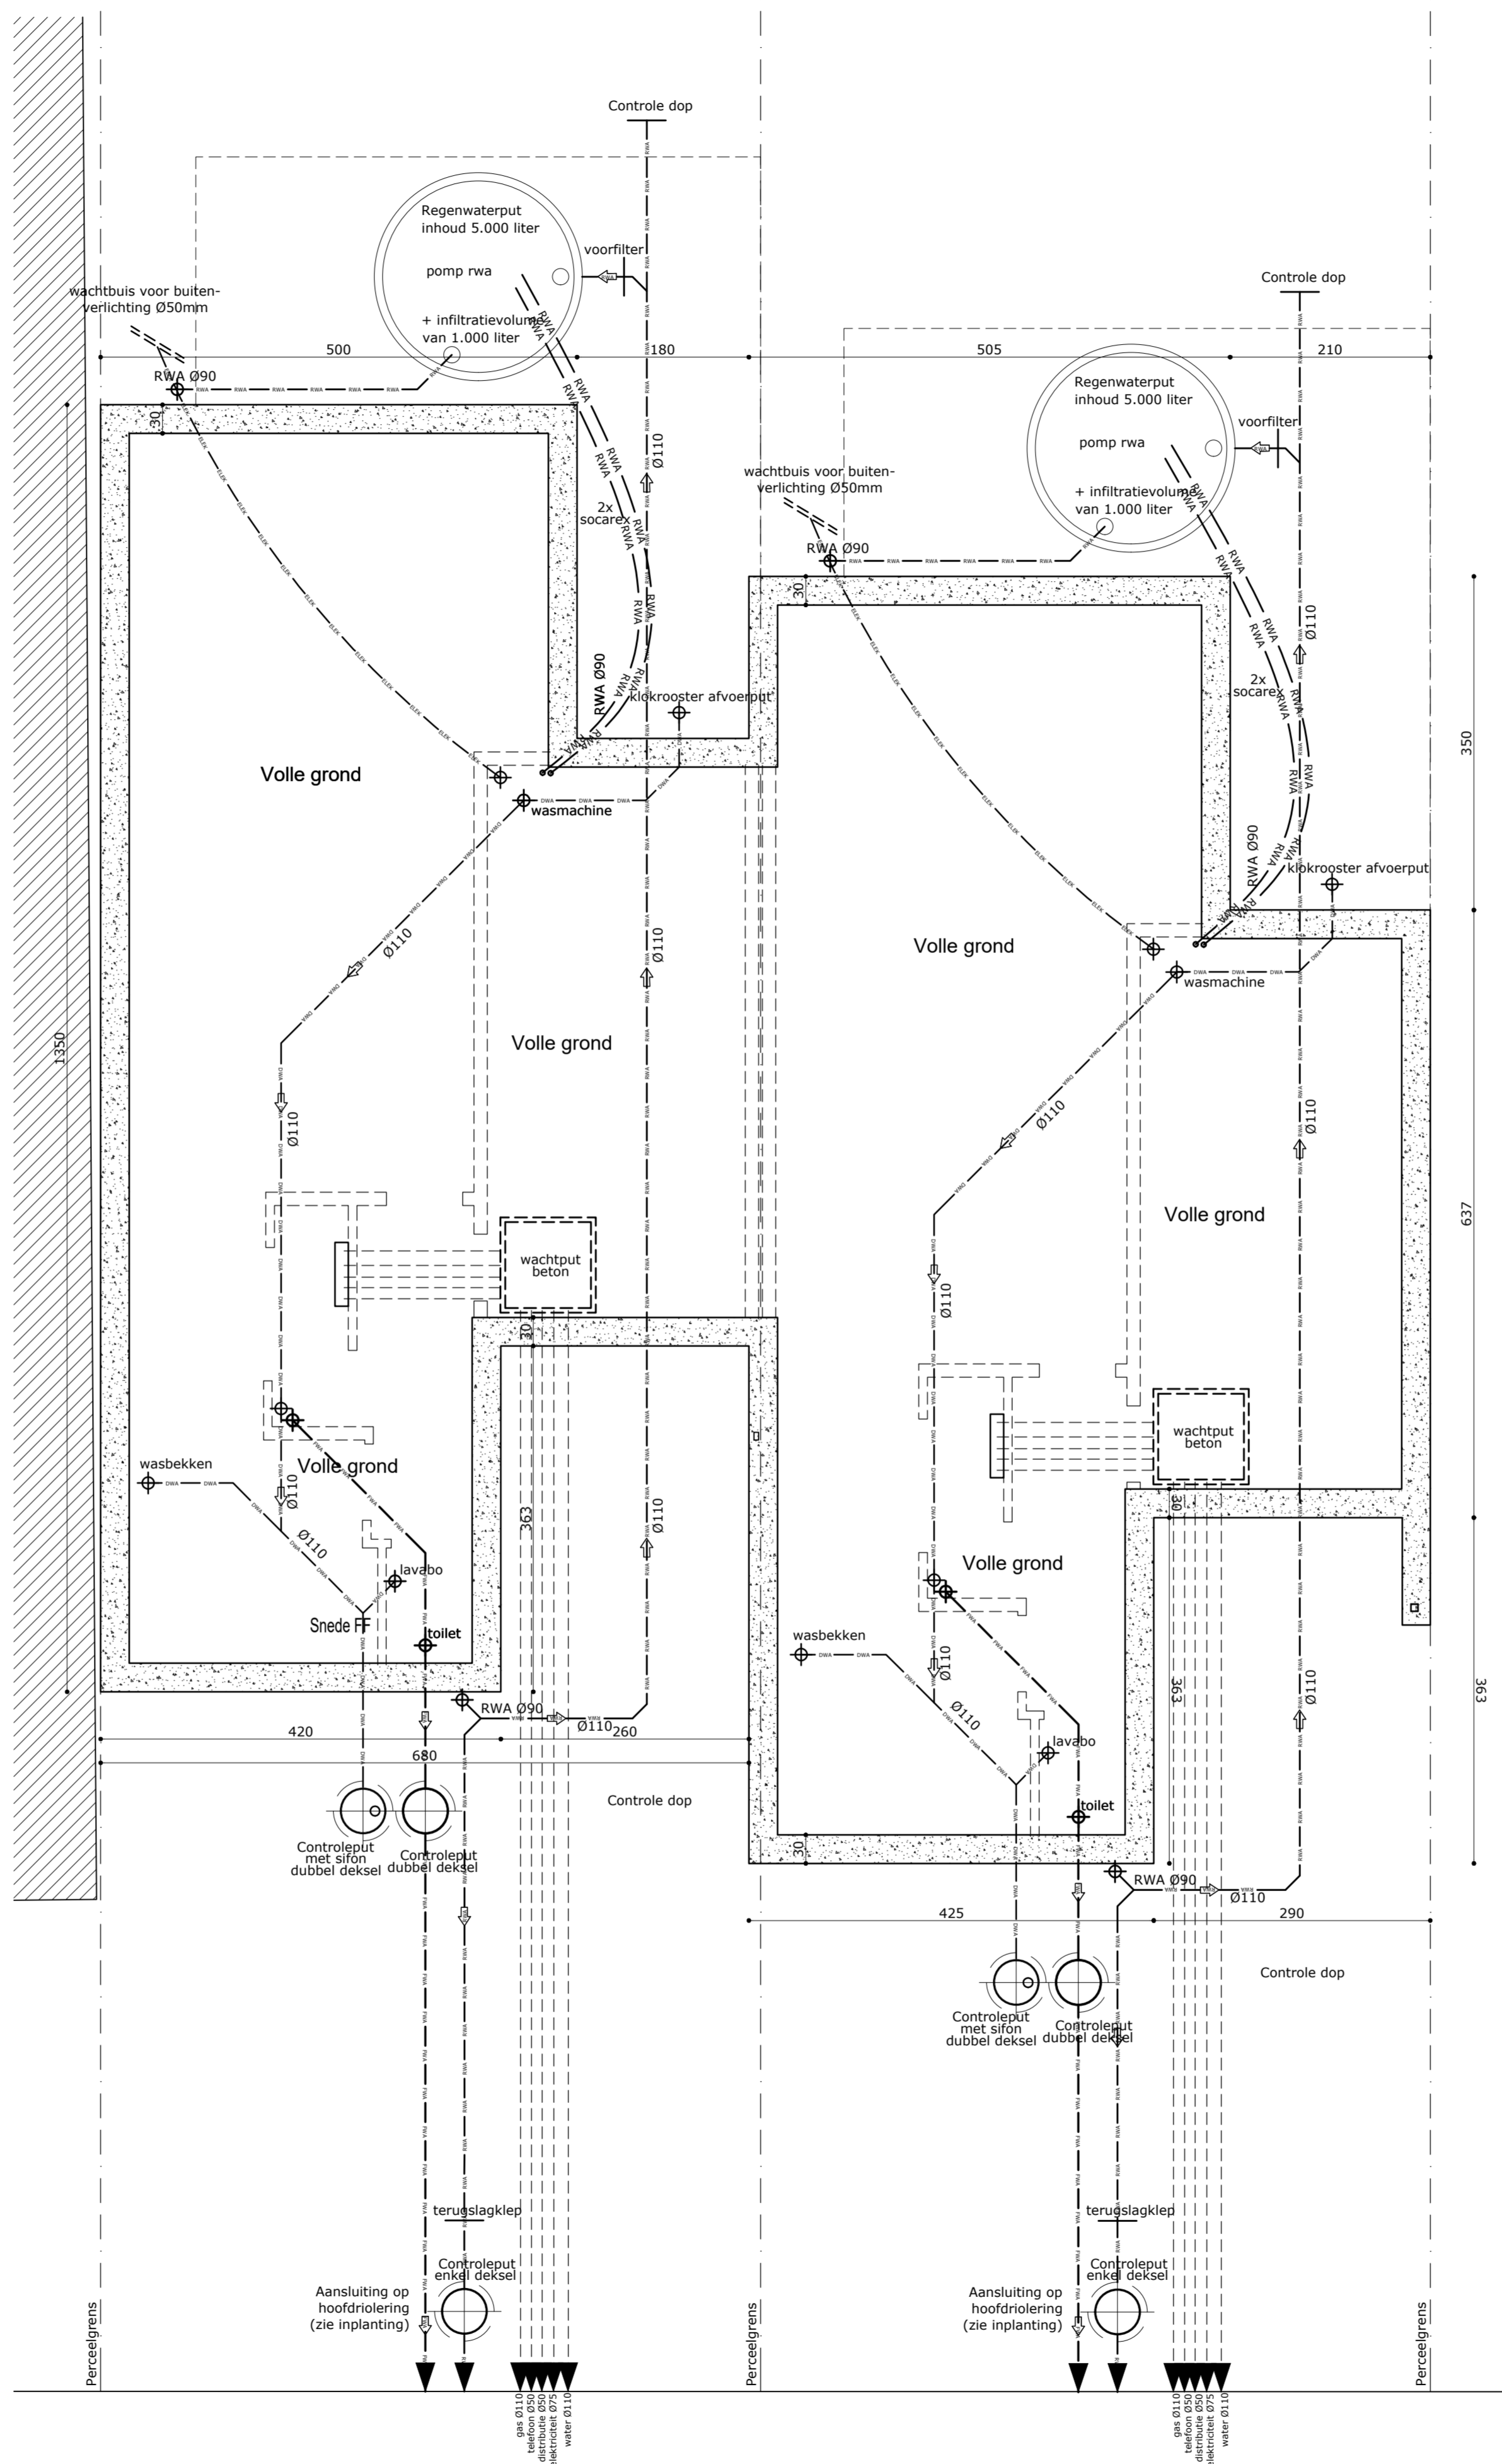 Controle dop
Regenwaterput
inhoud 5.000 liter
pomp rwa
+ infiltratievolume
van 1.000 liter
voorfilter
wachtbuis voor buiten-
verlichting Ø50mm
500
180
RWA Ø90
30
Ø110
2x
socarex
RWA Ø90
klokrooster afvoerput
Volle grond
wasmachine
Ø110
Ø110
Volle grond
1350
Ø110
wachtput
beton
30
Volle grond
wasbekken
Ø110
363
Ø110
Ø110
lavabo
Snede FF
toilet
RWA Ø90
Ø110
420
260
680
Controle dop
Controleput
met sifon
dubbel deksel
Controleput
dubbel deksel
terugslagklep
Controleput
enkel deksel
Aansluiting op
hoofdriolering
(zie inplanting)
Perceelgrens
gas Ø110
telefoon Ø50
distributie Ø50
elektriciteit Ø75
water Ø110
Controle dop
505
210
Regenwaterput
inhoud 5.000 liter
pomp rwa
+ infiltratievolume
van 1.000 liter
voorfilter
wachtbuis voor buiten-
verlichting Ø50mm
RWA Ø90
30
Ø110
2x
socarex
350
RWA Ø90
klokrooster afvoerput
Volle grond
wasmachine
Ø110
Ø110
Volle grond
637
Ø110
wachtput
beton
30
Volle grond
wasbekken
Ø110
363
363
Ø110
Ø110
lavabo
toilet
30
RWA Ø90
Ø110
425
290
Controle dop
Controleput
met sifon
dubbel deksel
Controleput
dubbel deksel
terugslagklep
Controleput
enkel deksel
Aansluiting op
hoofdriolering
(zie inplanting)
Perceelgrens
Perceelgrens
gas Ø110
telefoon Ø50
distributie Ø50
elektriciteit Ø75
water Ø110
RWA
DWA
FWA
ELEK